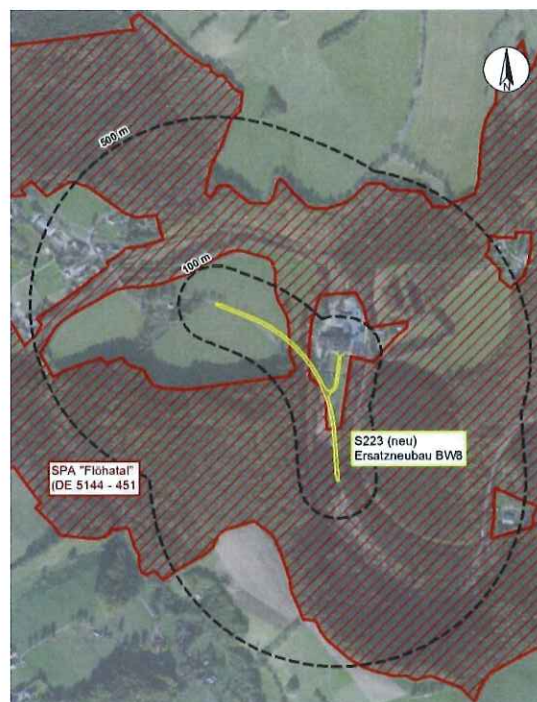 N
500 m
100 m
S223 (neu)
Ersatzneubau BW8
SPA "Flöhatal"
(DE 5144 - 451